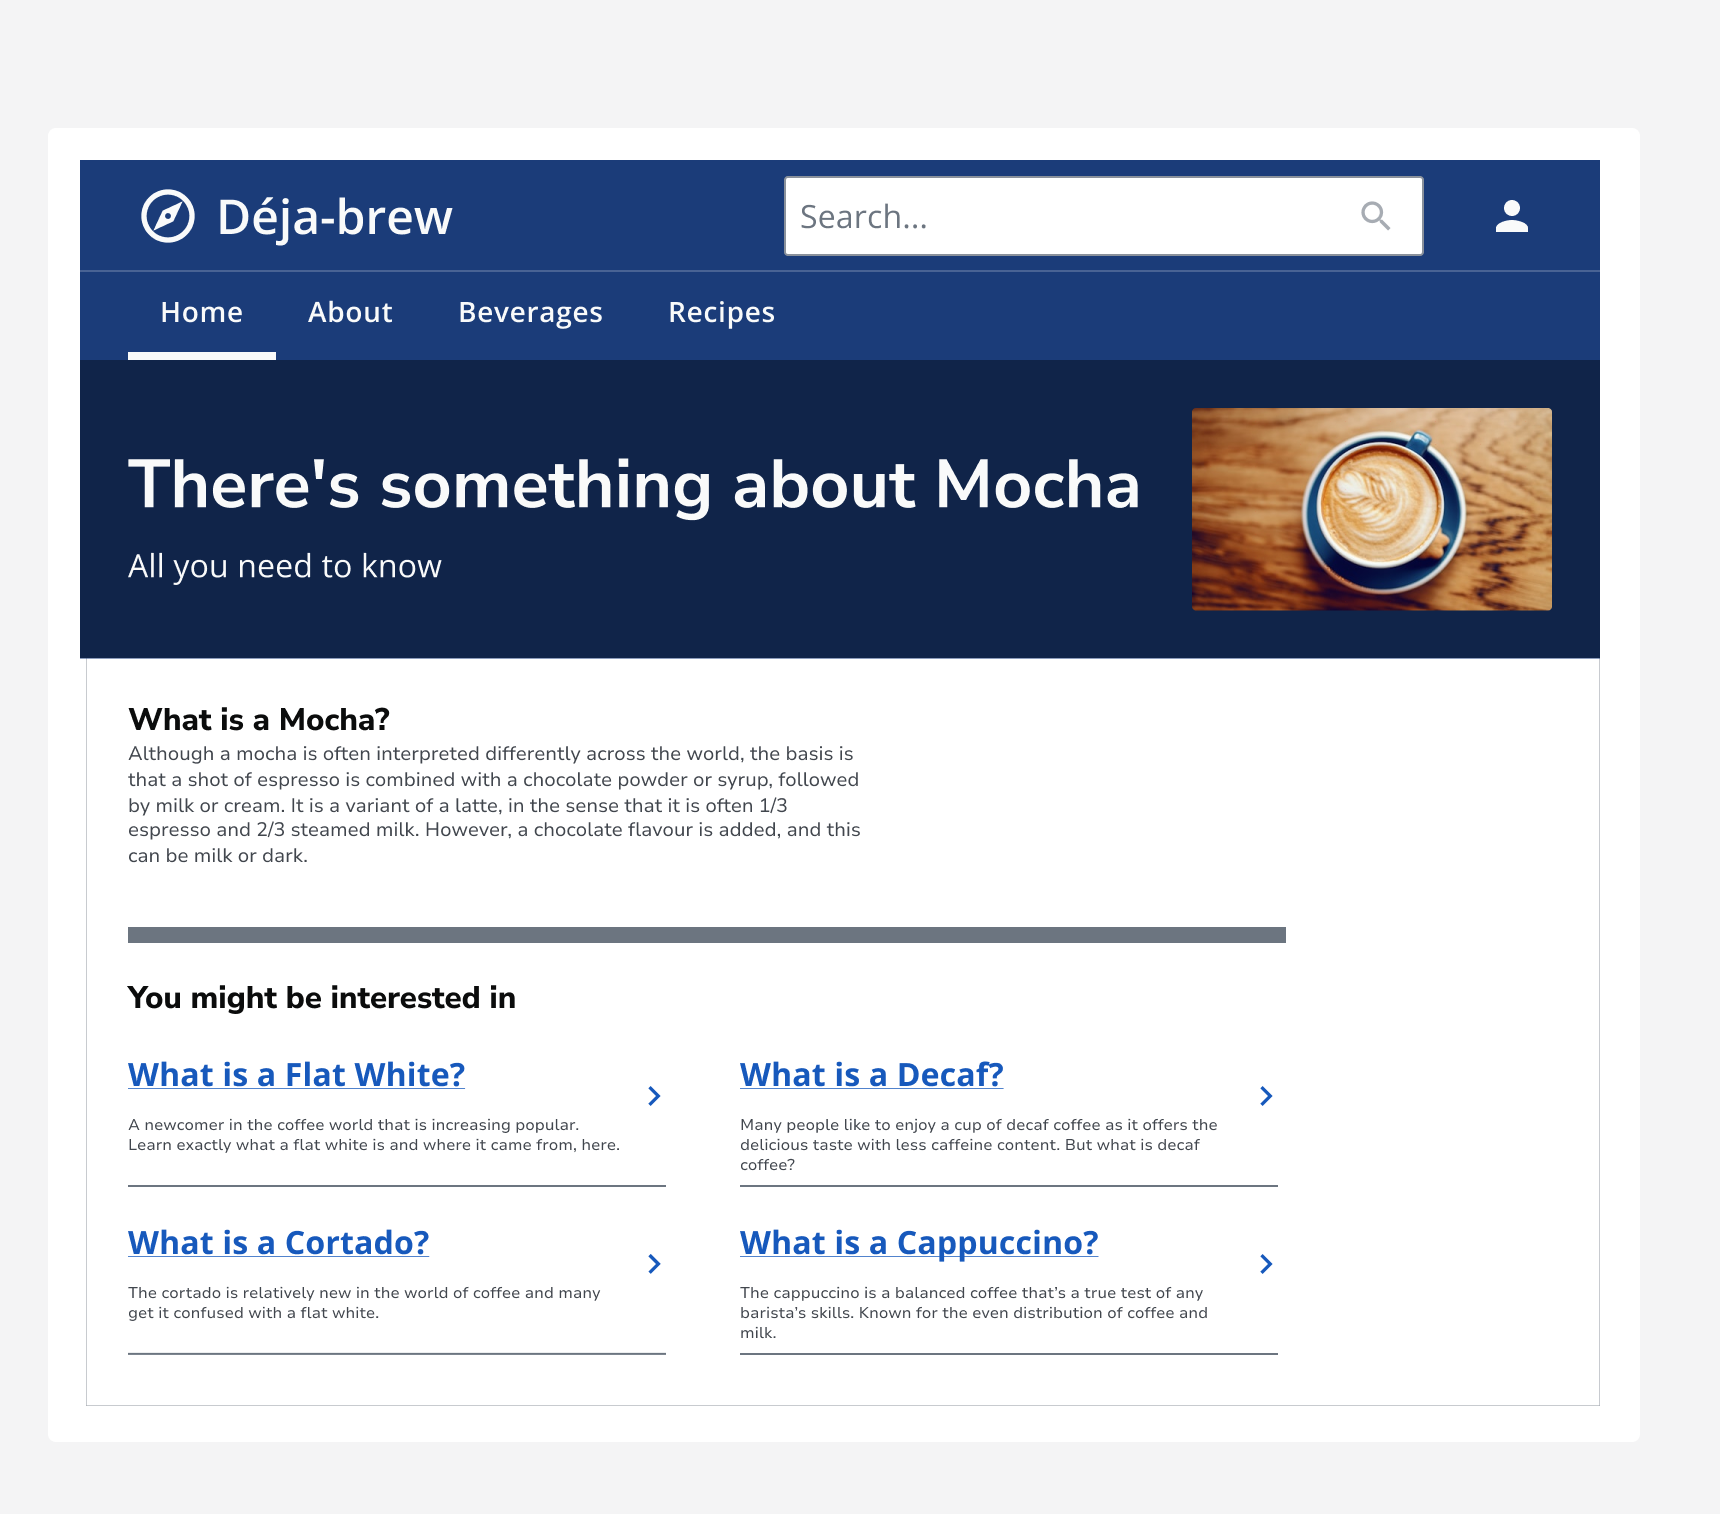 Déja-brew
Search...
Home About Beverages Recipes
There's something about Mocha
All you need to know
What is a Mocha?
Although a mocha is often interpreted differently across the world, the basis is
that a shot of espresso is combined with a chocolate powder or syrup, followed
by milk or cream. It is a variant of a latte, in the sense that it is often 1/3
espresso and 2/3 steamed milk. However, a chocolate flavour is added, and this
can be milk or dark.
You might be interested in
What is a Flat White?
A newcomer in the coffee world that is increasing popular.
Learn exactly what a flat white is and where it came from, here.
What is a Decaf?
Many people like to enjoy a cup of decaf coffee as it offers the
delicious taste with less caffeine content. But what is decaf
coffee?
What is a Cortado?
The cortado is relatively new in the world of coffee and many
get it confused with a flat white.
What is a Cappuccino?
The cappuccino is a balanced coffee that’s a true test of any
barista’s skills. Known for the even distribution of coffee and
milk.